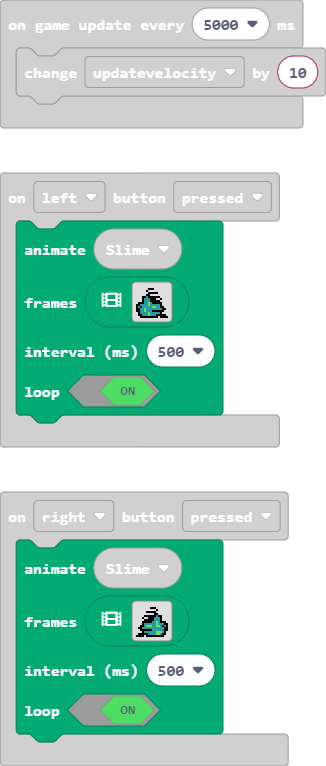 on game update every 5000 ms
change updatevelocity by 10
on left button pressed
animate Slime
frames
interval (ms) 500
loop ON
on right button pressed
animate Slime
frames
interval (ms) 500
loop ON